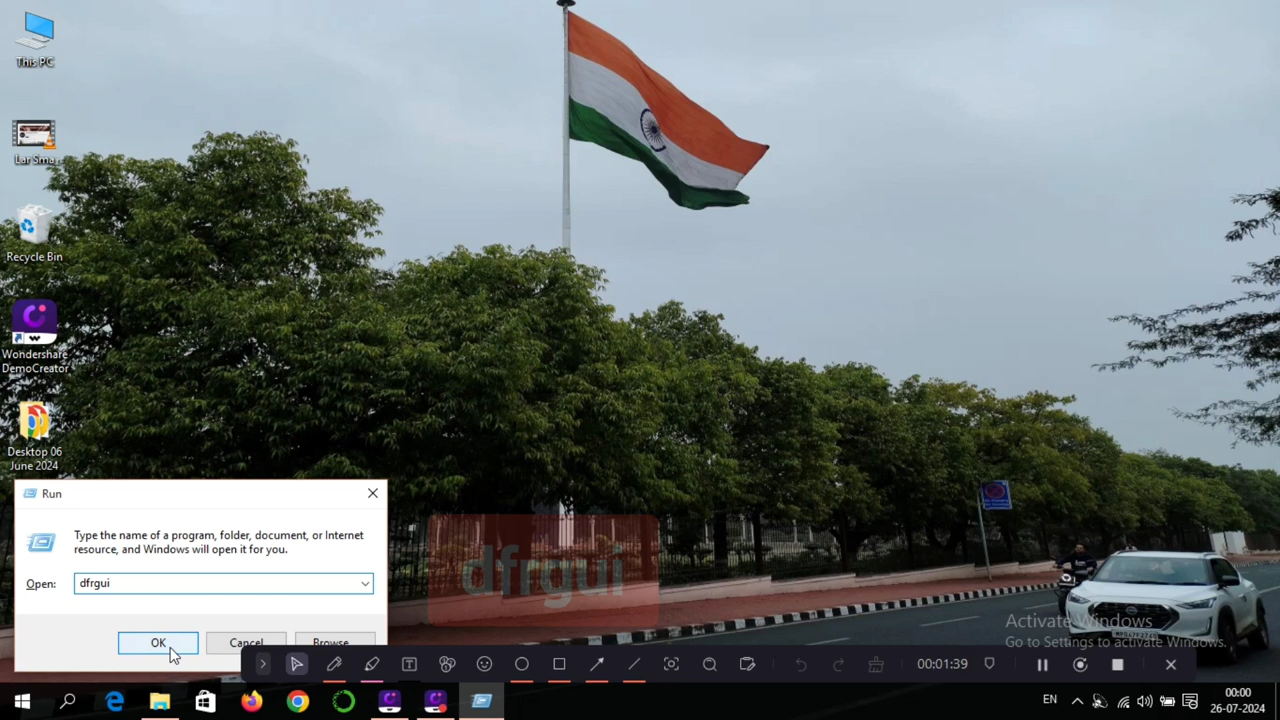 This PC
Lar Sma
Recycle Bin
Wondershare
DemoCreator
Desktop 06
June 2024
Run
Type the name of a program, folder, document, or Internet
resource, and Windows will open it for you.
Open:
dfrgui
OK
Cancel
Browse...
dfrgui
Activate Windows
Go to Settings to activate Windows.
00:01:39
EN
00:00
26-07-2024